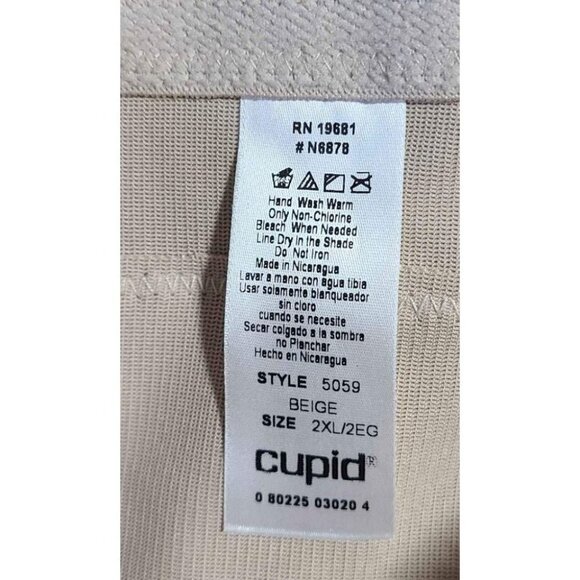 RN 19681
# N6878
Hand Wash Warm
Only Non-Chlorine
Bleach When Needed
Line Dry in the Shade
Do Not Iron
Made in Nicaragua
Lavar a mano con agua tibia
Usar solamente blanqueador
sin cloro
cuando se necesite
Secar colgado a la sombra
no Planchar
Hecho en Nicaragua
STYLE 5059
BEIGE
SIZE 2XL/2EG
cupid®
0 80225 03020 4